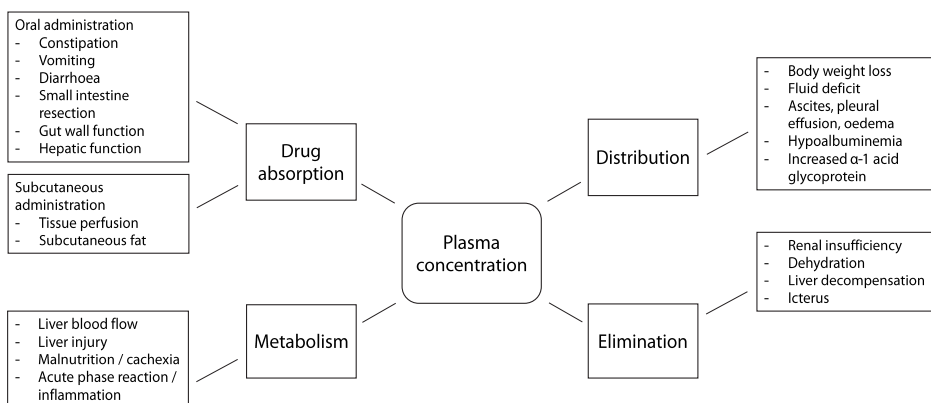 Oral administration
- Constipation
- Vomiting
- Diarrhoea
- Small intestine
resection
- Gut wall function
- Hepatic function
Subcutaneous
administration
- Tissue perfusion
- Subcutaneous fat
Drug
absorption
Distribution
- Body weight loss
- Fluid deficit
- Ascites, pleural
effusion, oedema
- Hypoalbuminemia
- Increased α-1 acid
glycoprotein
Plasma
concentration
- Liver blood flow
- Liver injury
- Malnutrition / cachexia
- Acute phase reaction /
inflammation
Metabolism
Elimination
- Renal insufficiency
- Dehydration
- Liver decompensation
- Icterus